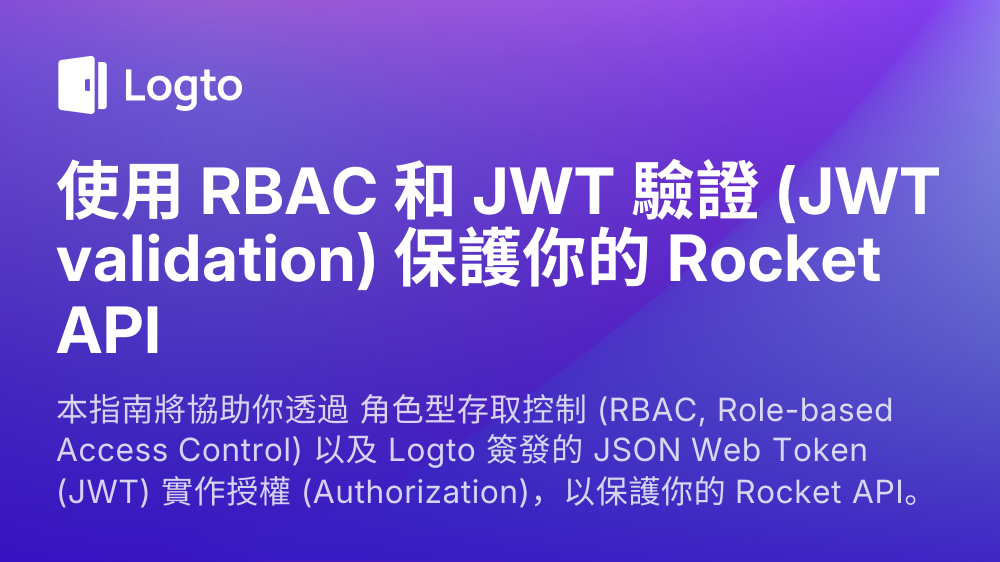 Logto
使用 RBAC 和 JWT 驗證 (JWT
validation) 保護你的 Rocket
API
本指南將協助你透過 角色型存取控制 (RBAC, Role-based
Access Control) 以及 Logto 簽發的 JSON Web Token
(JWT) 實作授權 (Authorization)，以保護你的 Rocket API。